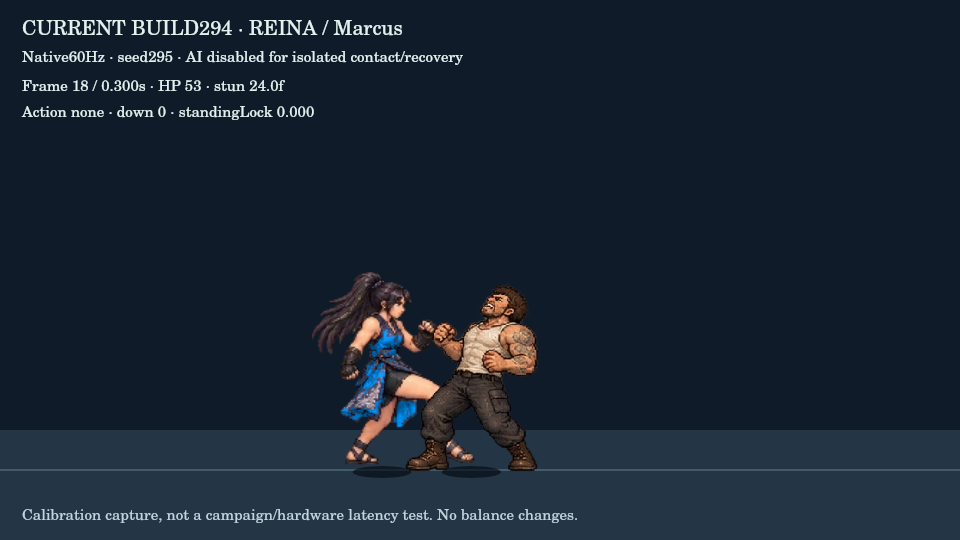 CURRENT BUILD294 · REINA / Marcus
Native60Hz · seed295 · AI disabled for isolated contact/recovery
Frame 18 / 0.300s · HP 53 · stun 24.0f
Action none · down 0 · standingLock 0.000
Calibration capture, not a campaign/hardware latency test. No balance changes.